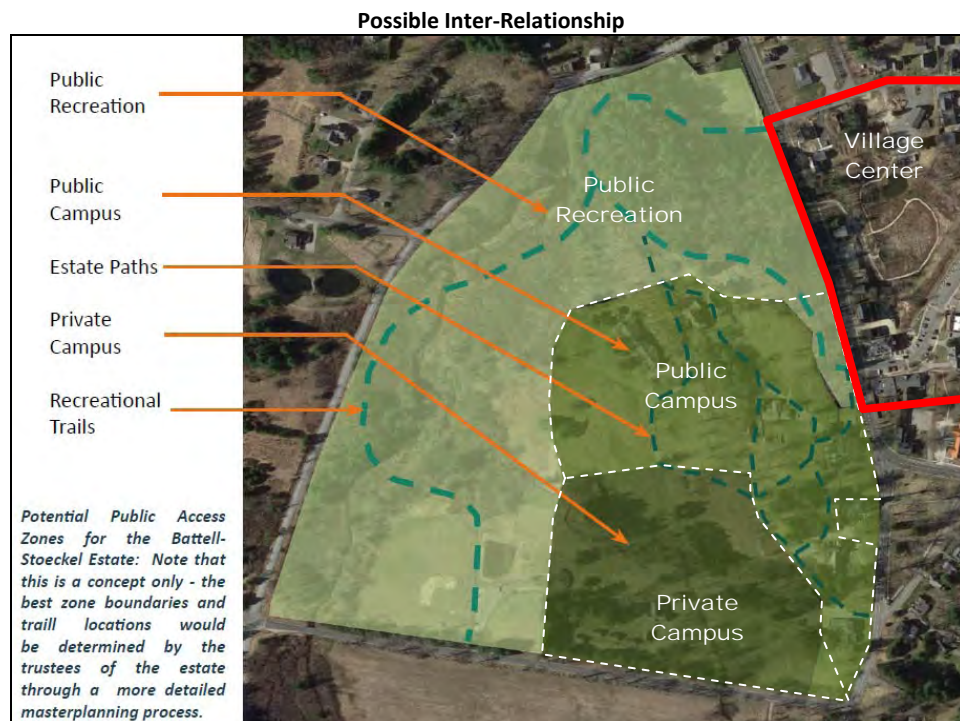 Possible Inter-Relationship
Public
Recreation
Public
Campus
Estate Paths
Private
Campus
Recreational
Trails
Potential Public Access
Zones for the Battell-
Stoeckel Estate: Note that
this is a concept only - the
best zone boundaries and
traill locations would
be determined by the
trustees of the estate
through a more detailed
masterplanning process.
Village
Center
Public
Recreation
Public
Campus
Private
Campus